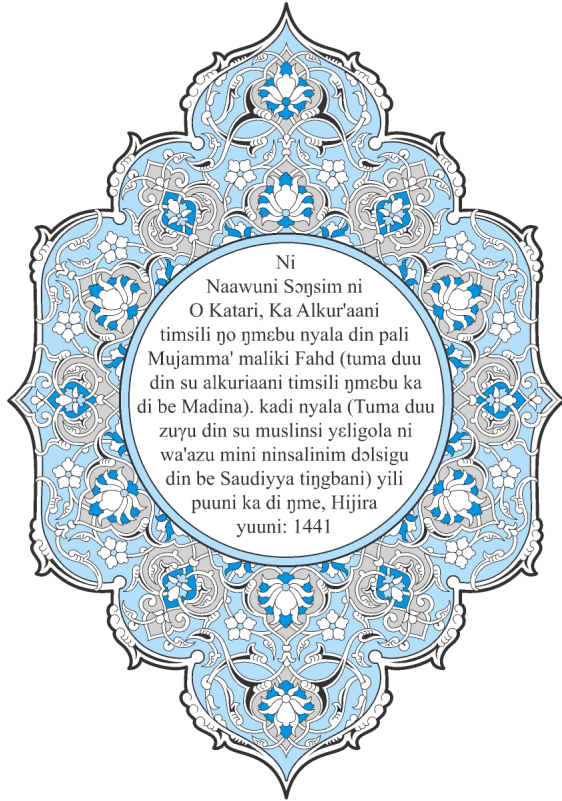 Ni
Naawuni Sɔŋsim ni
O Katari, Ka Alkur'aani
timsili ŋo ŋmɛbu nyala din pali
Mujamma' maliki Fahd (tuma duu
din su alkuriaani timsili ŋmɛbu ka
di be Madina). kadi nyala (Tuma duu
zuɣu din su muslinsi yɛligola ni
wa'azu mini ninsalinim dɔlsigu
din be Saudiyya tiŋgbani) yili
puuni ka di ŋme, Hijira
yuuni: 1441